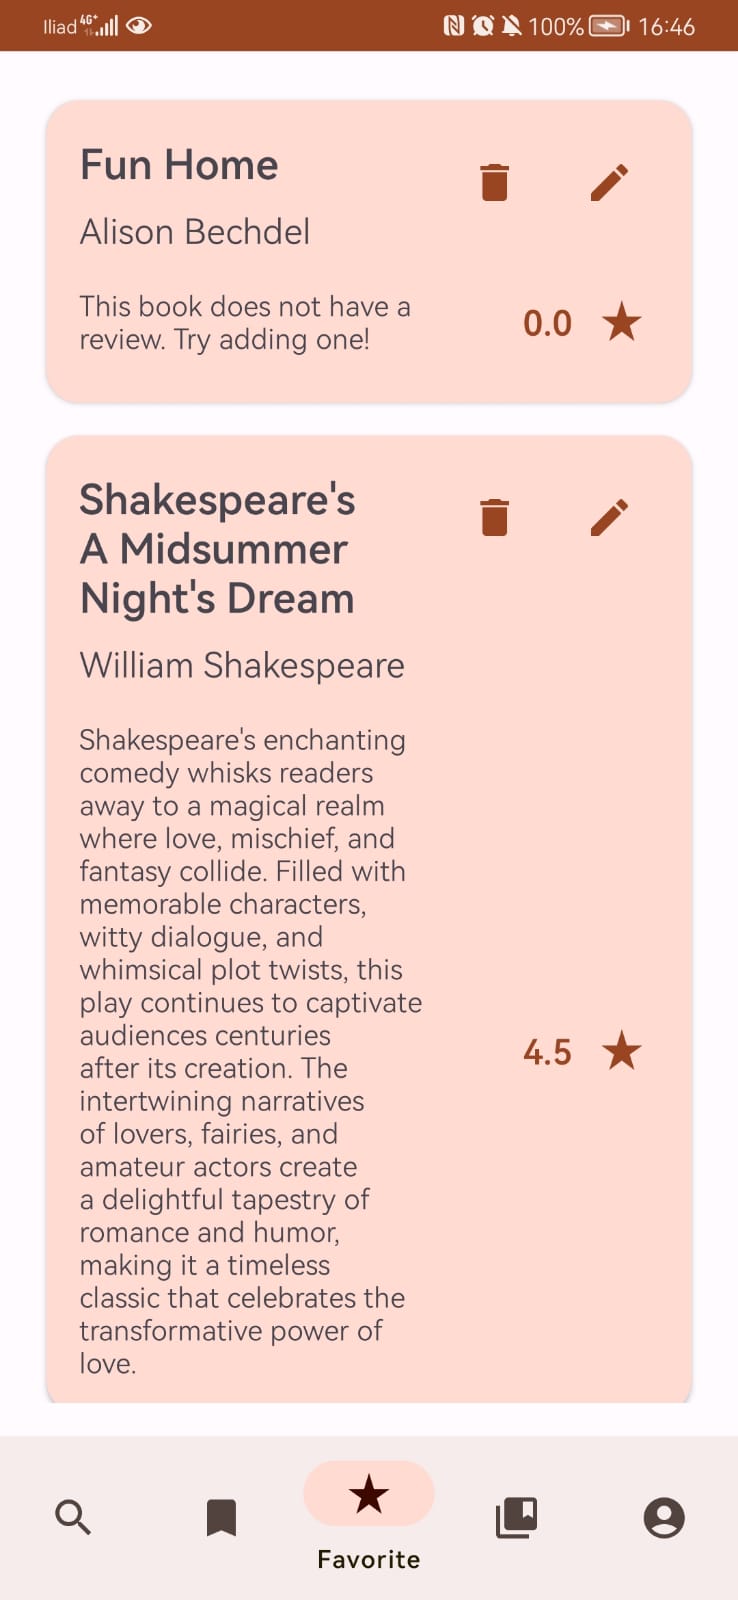 Iliad 4G+ 100% 16:46
Fun Home
Alison Bechdel
This book does not have a
review. Try adding one!
0.0
Shakespeare's
A Midsummer
Night's Dream
William Shakespeare
Shakespeare's enchanting
comedy whisks readers
away to a magical realm
where love, mischief, and
fantasy collide. Filled with
memorable characters,
witty dialogue, and
whimsical plot twists, this
play continues to captivate
audiences centuries
after its creation. The
intertwining narratives
of lovers, fairies, and
amateur actors create
a delightful tapestry of
romance and humor,
making it a timeless
classic that celebrates the
transformative power of
love.
4.5
Favorite